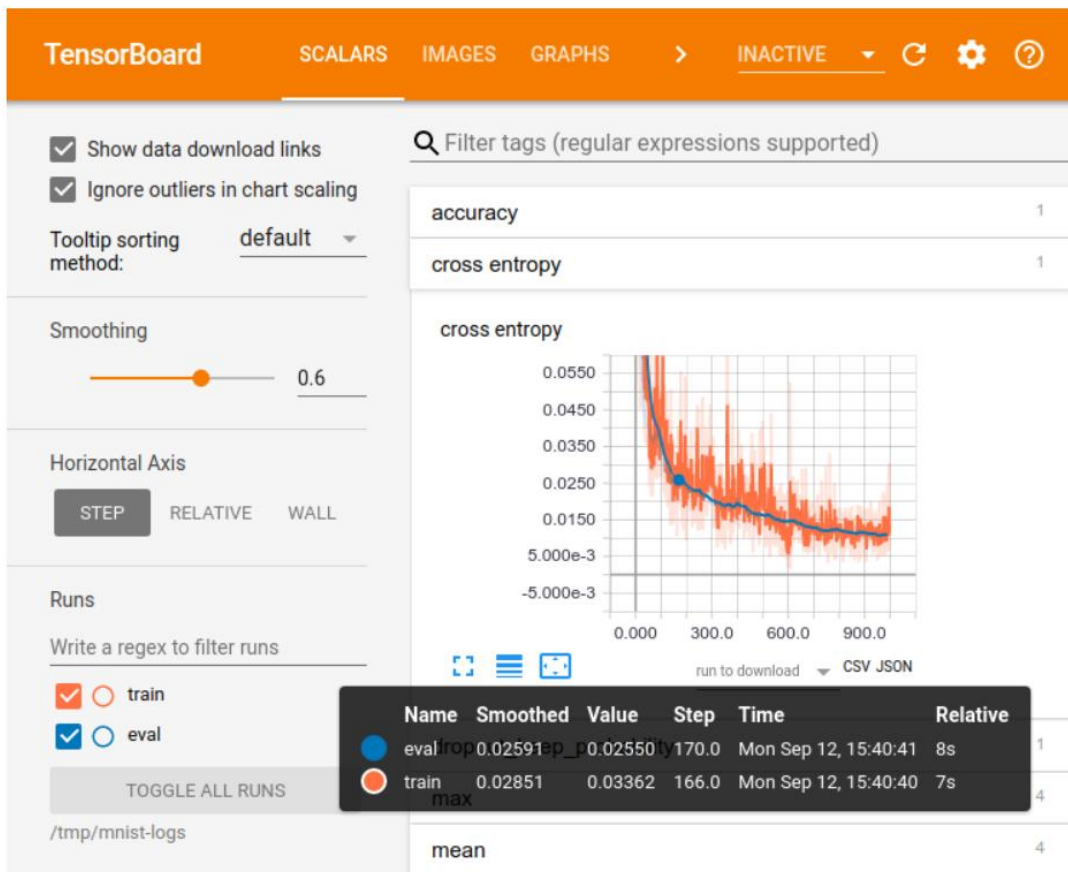 TensorBoard SCALARS IMAGES GRAPHS > INACTIVE
Show data download links
Ignore outliers in chart scaling
Tooltip sorting
method:
default
Smoothing
0.6
Horizontal Axis
STEP RELATIVE WALL
Runs
Write a regex to filter runs
train
eval
TOGGLE ALL RUNS
/tmp/mnist-logs
Filter tags (regular expressions supported)
accuracy 1
cross entropy 1
cross entropy
0.0550
0.0450
0.0350
0.0250
0.0150
5.000e-3
-5.000e-3
0.000 300.0 600.0 900.0
run to download CSV JSON
Name Smoothed Value Step Time Relative
eval 0.02591 0.02550 170.0 Mon Sep 12, 15:40:41 8s
train 0.02851 0.03362 166.0 Mon Sep 12, 15:40:40 7s
1
max 4
mean 4